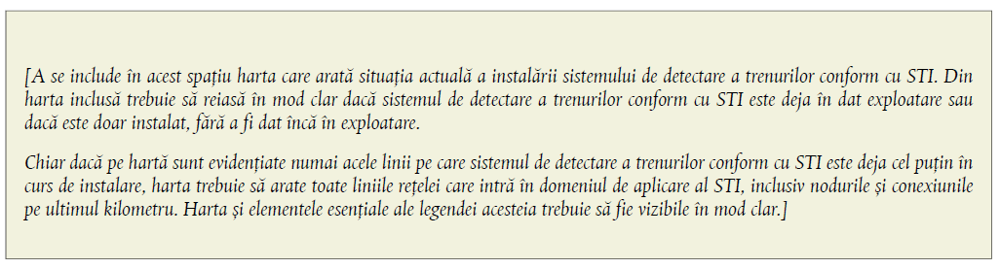 [A se include în acest spațiu harta care arată situația actuală a instalării sistemului de detectare a trenurilor conform cu STI. Din
harta inclusă trebuie să reiasă în mod clar dacă sistemul de detectare a trenurilor conform cu STI este deja în dat exploatare sau
dacă este doar instalat, fără a fi dat încă în exploatare.
Chiar dacă pe hartă sunt evidențiate numai acele linii pe care sistemul de detectare a trenurilor conform cu STI este deja cel puțin în
curs de instalare, harta trebuie să arate toate liniile rețelei care intră în domeniul de aplicare al STI, inclusiv nodurile și conexiunile
pe ultimul kilometru. Harta și elementele esențiale ale legendei acesteia trebuie să fie vizibile în mod clar.]